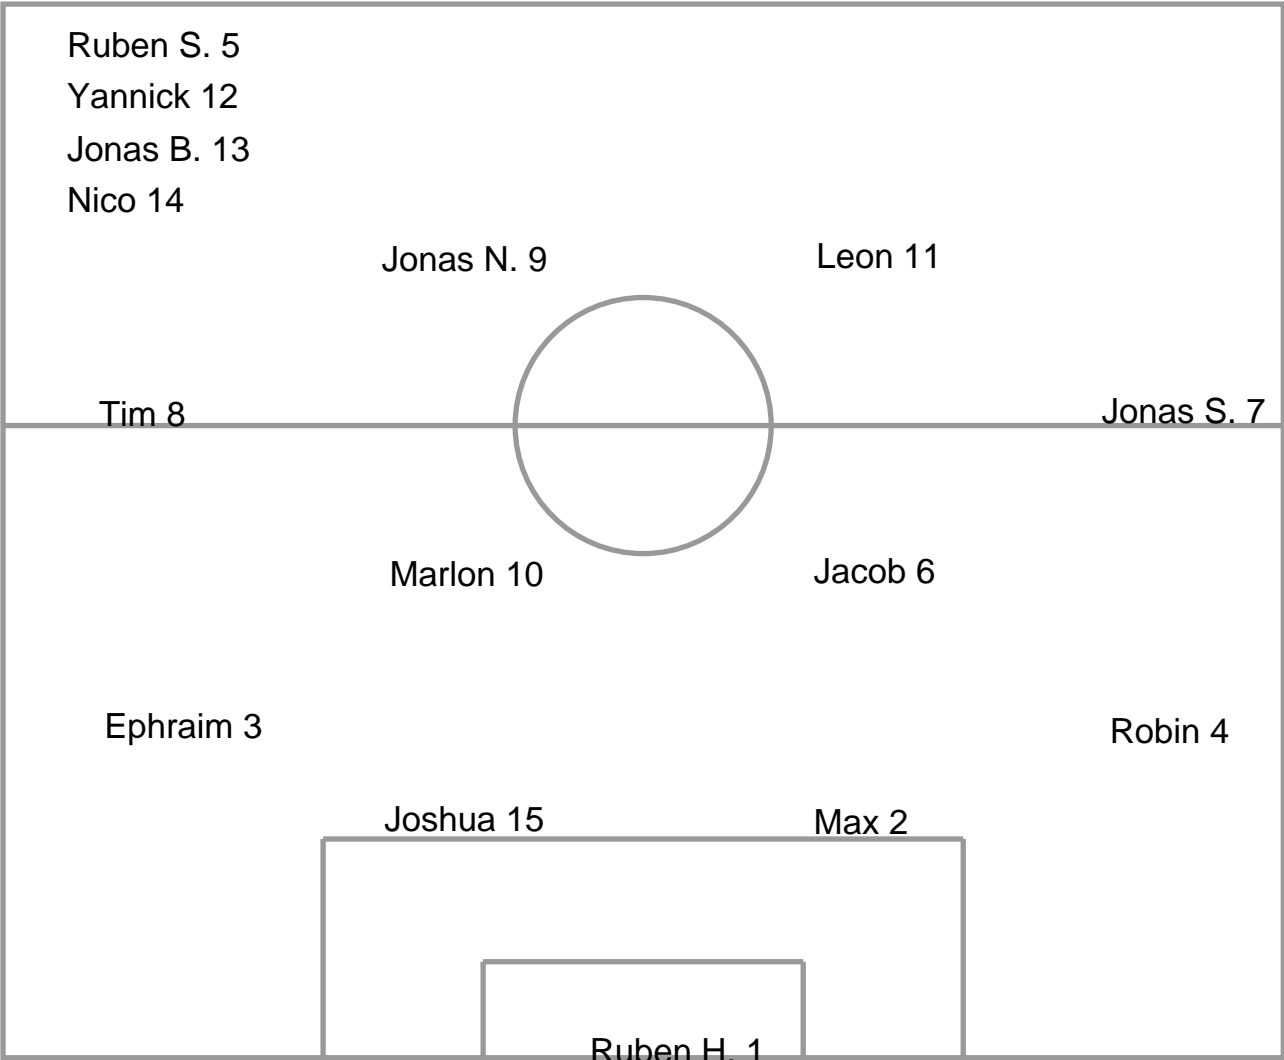 Ruben S. 5
Yannick 12
Jonas B. 13
Nico 14
Jonas N. 9
Leon 11
Tim 8
Jonas S. 7
Marlon 10
Jacob 6
Ephraim 3
Robin 4
Joshua 15
Max 2
Ruben H. 1